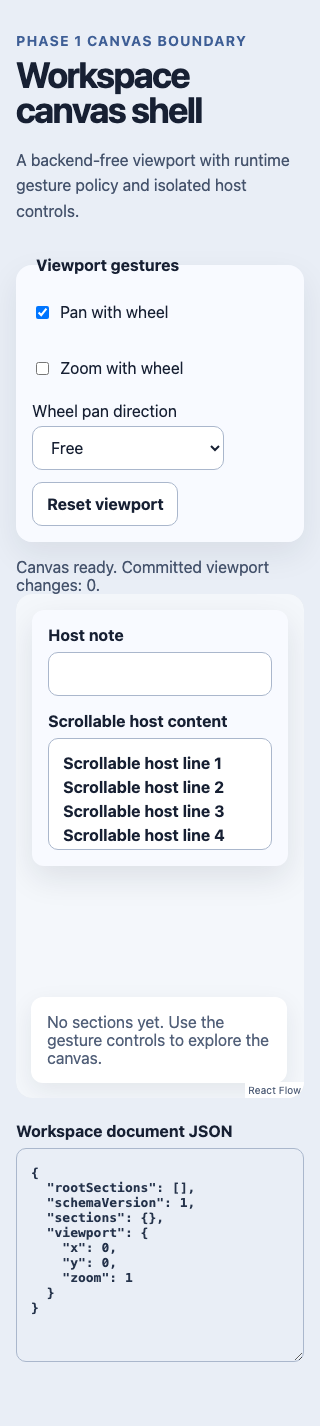 PHASE 1 CANVAS BOUNDARY
Workspace
canvas shell
A backend-free viewport with runtime
gesture policy and isolated host
controls.
Viewport gestures
Pan with wheel
Zoom with wheel
Wheel pan direction
Free
Reset viewport
Canvas ready. Committed viewport
changes: 0.
Host note
Scrollable host content
Scrollable host line 1
Scrollable host line 2
Scrollable host line 3
Scrollable host line 4
No sections yet. Use the
gesture controls to explore the
canvas.
React Flow
Workspace document JSON
{
  "rootSections": [],
  "schemaVersion": 1,
  "sections": {},
  "viewport": {
    "x": 0,
    "y": 0,
    "zoom": 1
  }
}